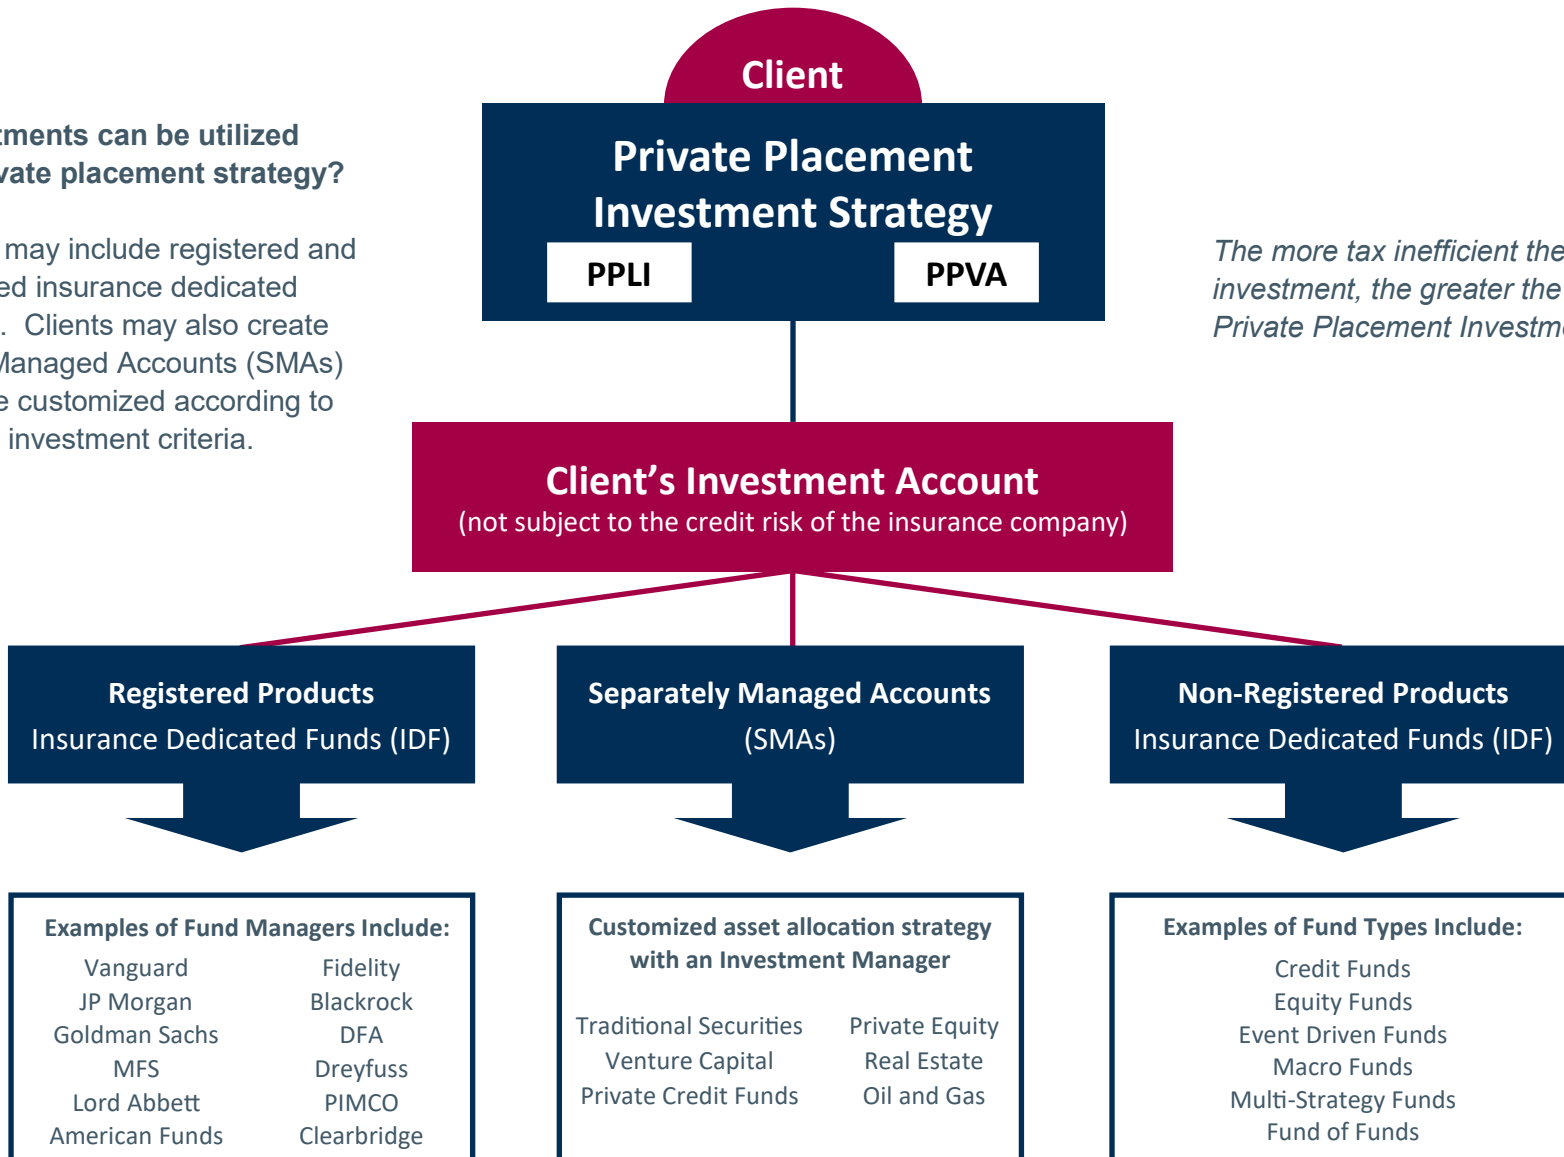 Client
Private Placement
Investment Strategy
PPLI
PPVA
tments can be utilized
vate placement strategy?
may include registered and
ed insurance dedicated
. Clients may also create
Managed Accounts (SMAs)
e customized according to
investment criteria.
The more tax inefficient the
investment, the greater the
Private Placement Investm
Client’s Investment Account
(not subject to the credit risk of the insurance company)
Registered Products
Insurance Dedicated Funds (IDF)
Separately Managed Accounts
(SMAs)
Non-Registered Products
Insurance Dedicated Funds (IDF)
Examples of Fund Managers Include:
Vanguard Fidelity
JP Morgan Blackrock
Goldman Sachs DFA
MFS Dreyfuss
Lord Abbett PIMCO
American Funds Clearbridge
Customized asset allocation strategy
with an Investment Manager
Traditional Securities Private Equity
Venture Capital Real Estate
Private Credit Funds Oil and Gas
Examples of Fund Types Include:
Credit Funds
Equity Funds
Event Driven Funds
Macro Funds
Multi-Strategy Funds
Fund of Funds